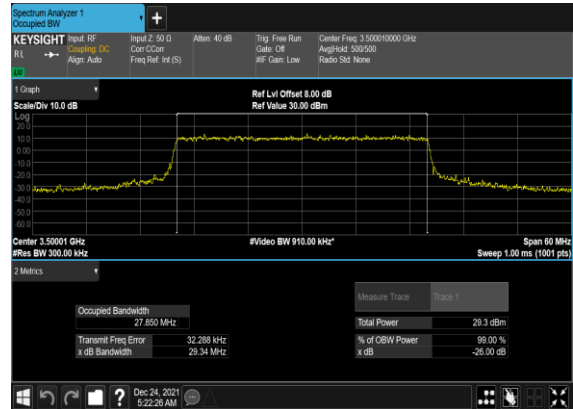 Spectrum Analyzer 1
Occupied BW
+
KEYSIGHT Input: RF Input Z: 50 Ω Atten: 40 dB Trig: Free Run Center Freq: 3.500010000 GHz
RL Coupling: DC Corr CCorr Gate: Off Avg|Hold: 500/500
Align: Auto Freq Ref: Int (S) #IF Gain: Low Radio Std: None
LW
1 Graph
Ref Lvl Offset 8.00 dB
Scale/Div 10.0 dB Ref Value 30.00 dBm
Log
20.0
10.0
0.00
-10.0
-20.0
-30.0
-40.0
-50.0
-60.0
Center 3.50001 GHz #Video BW 910.00 kHz* Span 60 MHz
#Res BW 300.00 kHz Sweep 1.00 ms (1001 pts)
2 Metrics
Measure Trace Trace 1
Occupied Bandwidth
27.850 MHz Total Power 29.3 dBm
Transmit Freq Error 32.288 kHz % of OBW Power 99.00 %
x dB Bandwidth 29.34 MHz x dB -26.00 dB
? Dec 24, 2021
5:22:26 AM